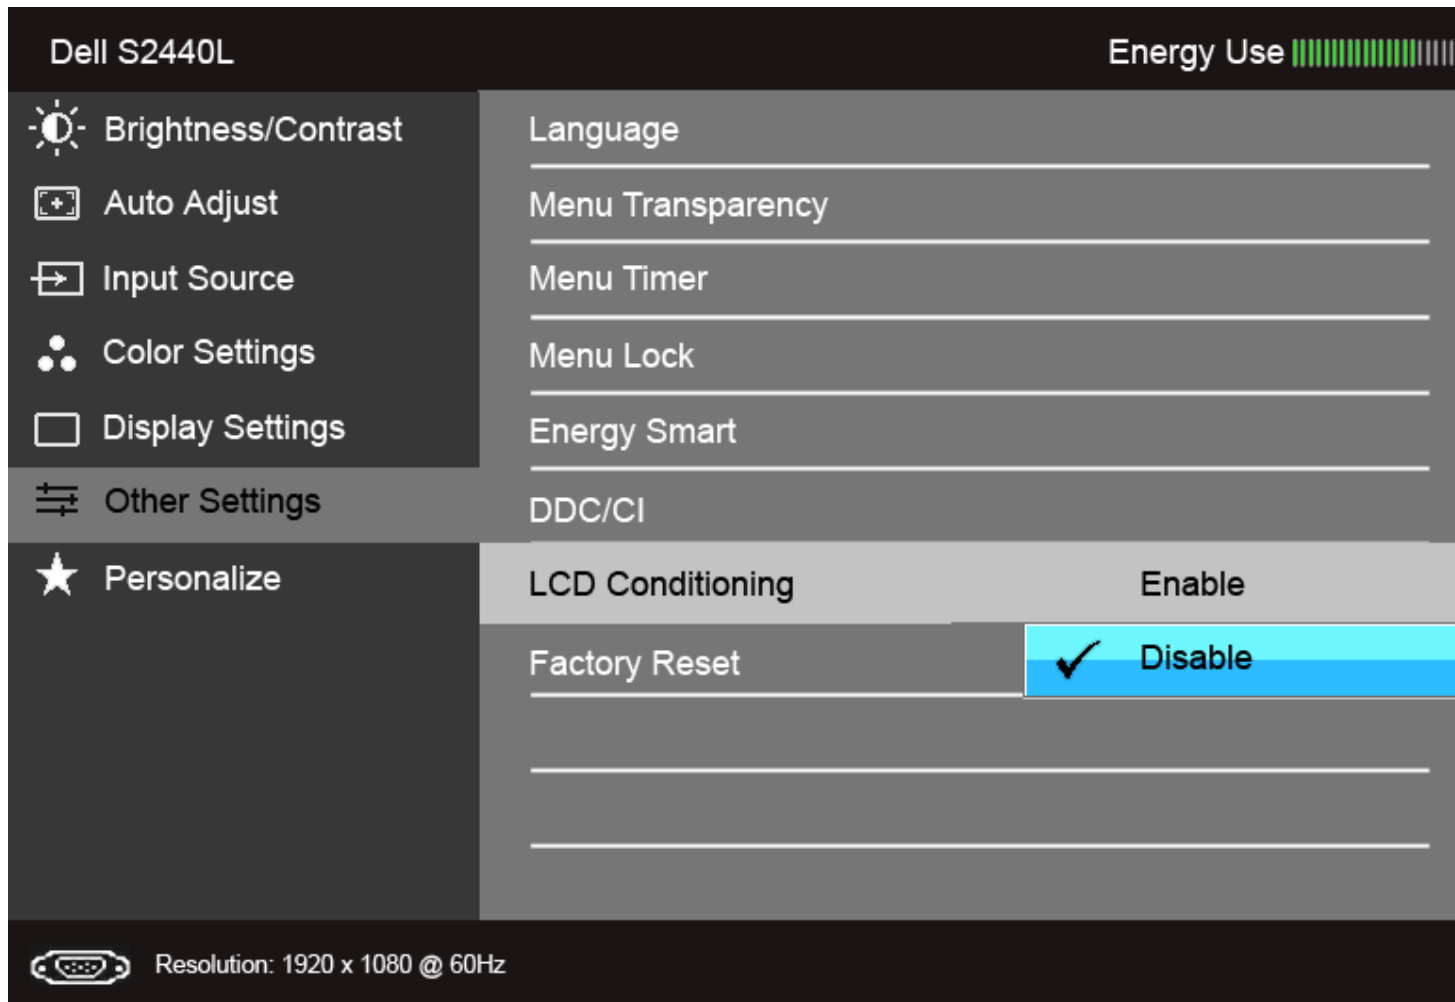 Dell S2440L
Energy Use
Brightness/Contrast
Auto Adjust
Input Source
Color Settings
Display Settings
Other Settings
Personalize
Language
Menu Transparency
Menu Timer
Menu Lock
Energy Smart
DDC/CI
LCD Conditioning
Enable
Factory Reset
Disable
Resolution: 1920 x 1080 @ 60Hz